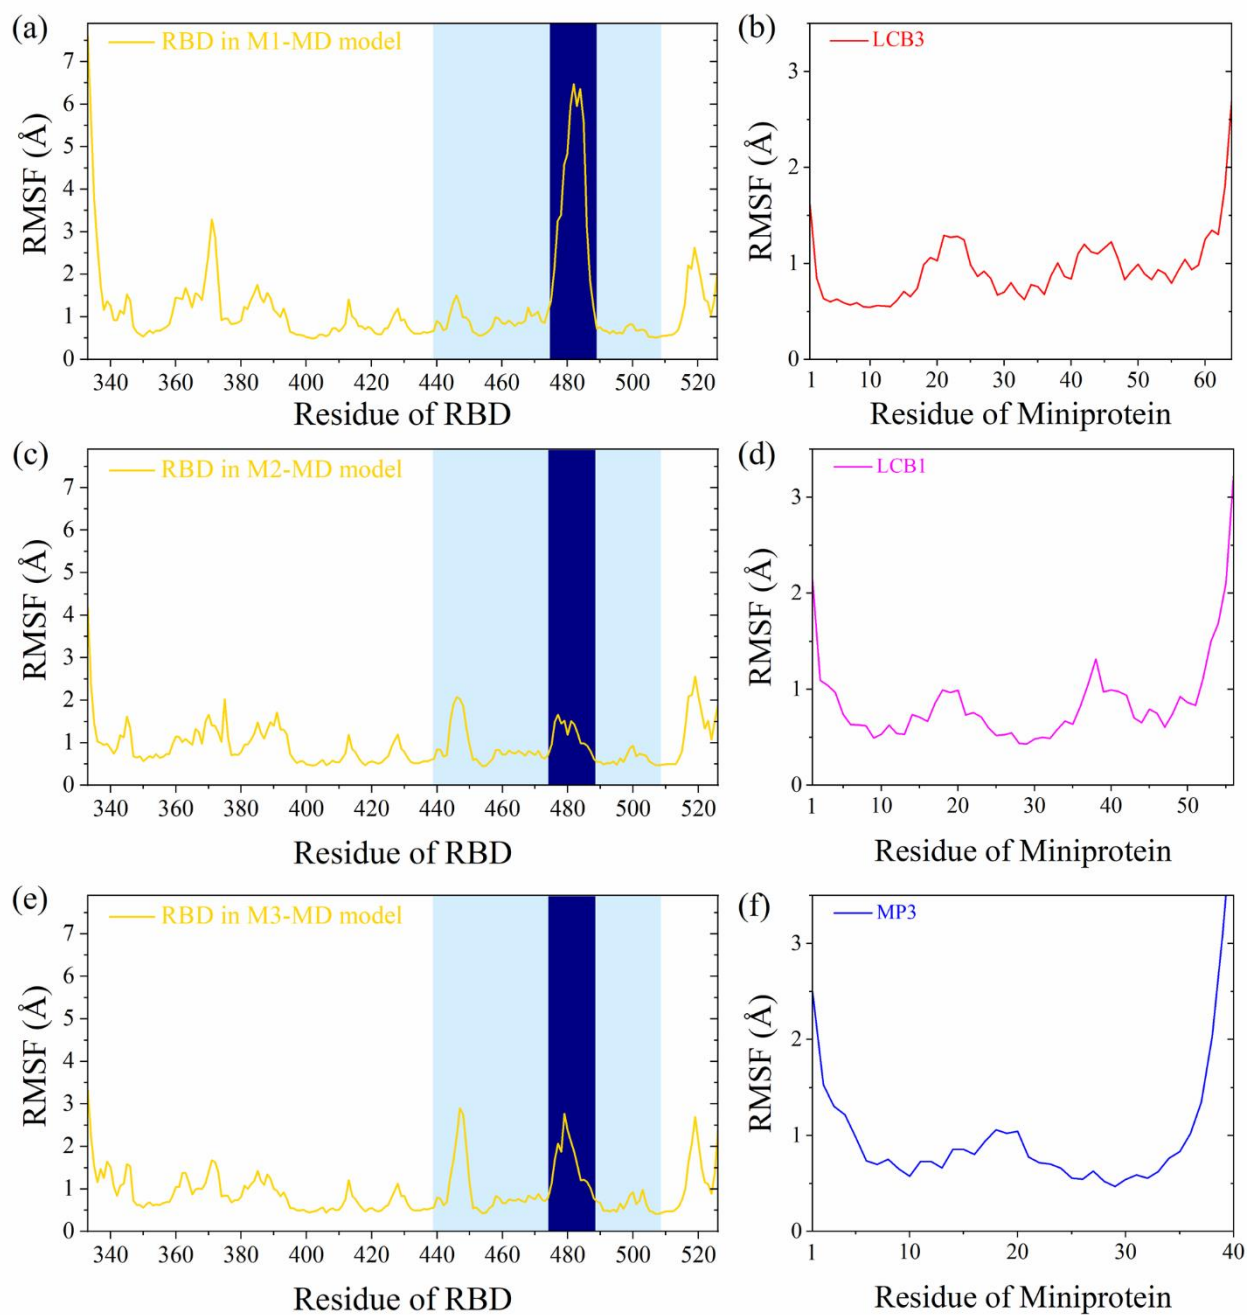 (a)
RBD in M1-MD model
7
6
5
4
3
2
1
0
RMSF (Å)
340 360 380 400 420 440 460 480 500 520
Residue of RBD
(b)
LCB3
3
2
1
0
RMSF (Å)
1 10 20 30 40 50 60
Residue of Miniprotein
(c)
RBD in M2-MD model
7
6
5
4
3
2
1
0
RMSF (Å)
340 360 380 400 420 440 460 480 500 520
Residue of RBD
(d)
LCB1
3
2
1
0
RMSF (Å)
1 10 20 30 40 50
Residue of Miniprotein
(e)
RBD in M3-MD model
7
6
5
4
3
2
1
0
RMSF (Å)
340 360 380 400 420 440 460 480 500 520
Residue of RBD
(f)
MP3
3
2
1
0
RMSF (Å)
1 10 20 30 40
Residue of Miniprotein